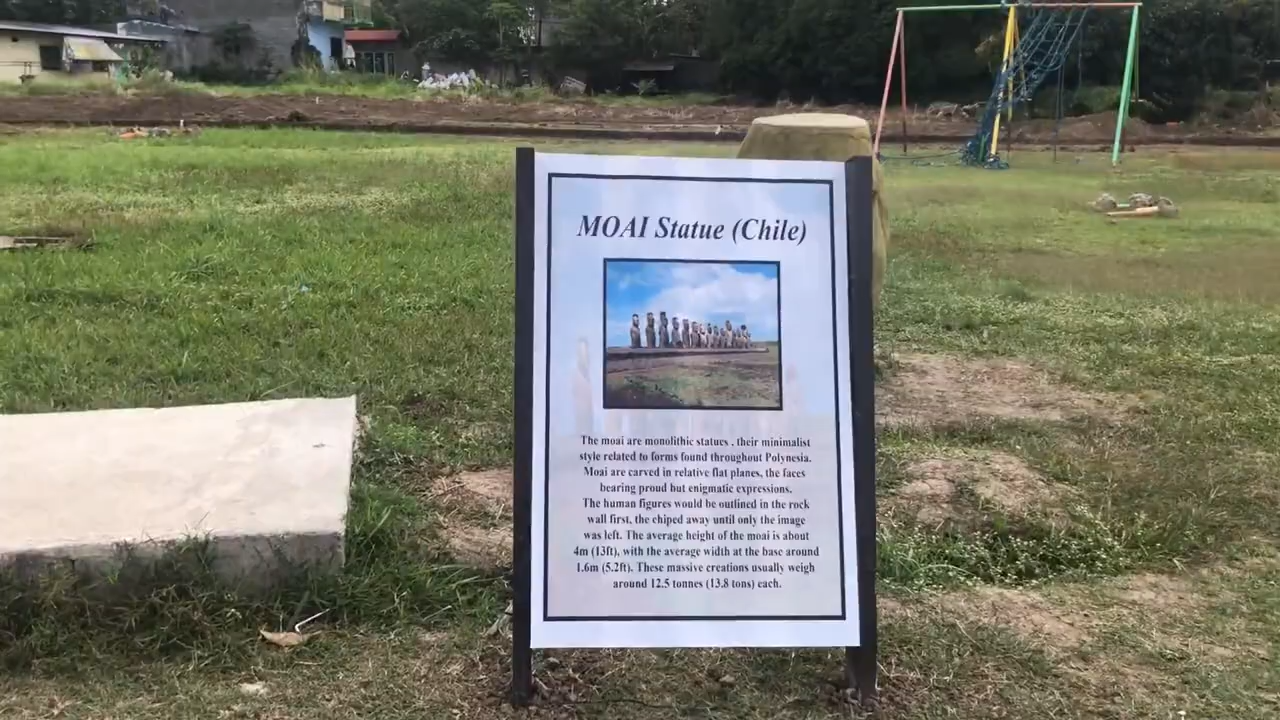 MOAI Statue (Chile)
The moai are monolithic statues , their minimalist
style related to forms found throughout Polynesia.
Moai are carved in relative flat planes, the faces
bearing proud but enigmatic expressions.
The human figures would be outlined in the rock
wall first, the chiped away until only the image
was left. The average height of the moai is about
4m (13ft), with the average width at the base around
1.6m (5.2ft). These massive creations usually weigh
around 12.5 tonnes (13.8 tons) each.